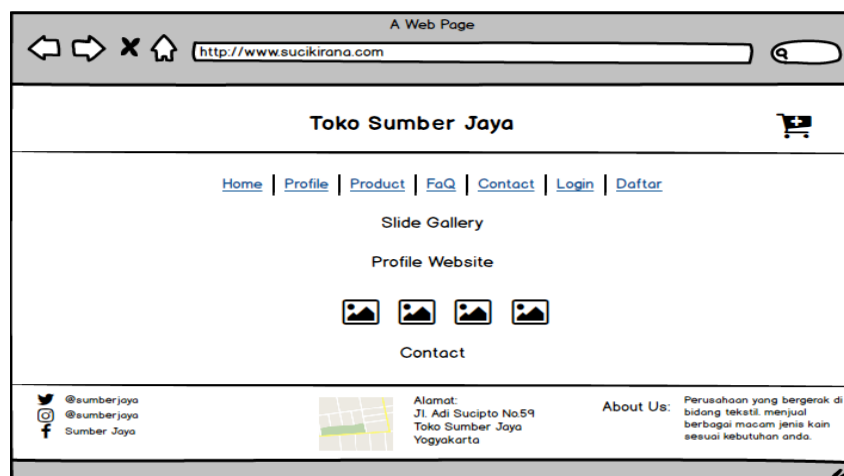 A Web Page
http://www.sucikirana.com
Toko Sumber Jaya
Home | Profile | Product | FaQ | Contact | Login | Daftar
Slide Gallery
Profile Website
Contact
@sumberjaya
@sumberjaya
Sumber Jaya
Alamat:
Jl. Adi Sucipto No.59
Toko Sumber Jaya
Yogyakarta
About Us:
Perusahaan yang bergerak di
bidang tekstil. menjual
berbagai macam jenis kain
sesuai kebutuhan anda.